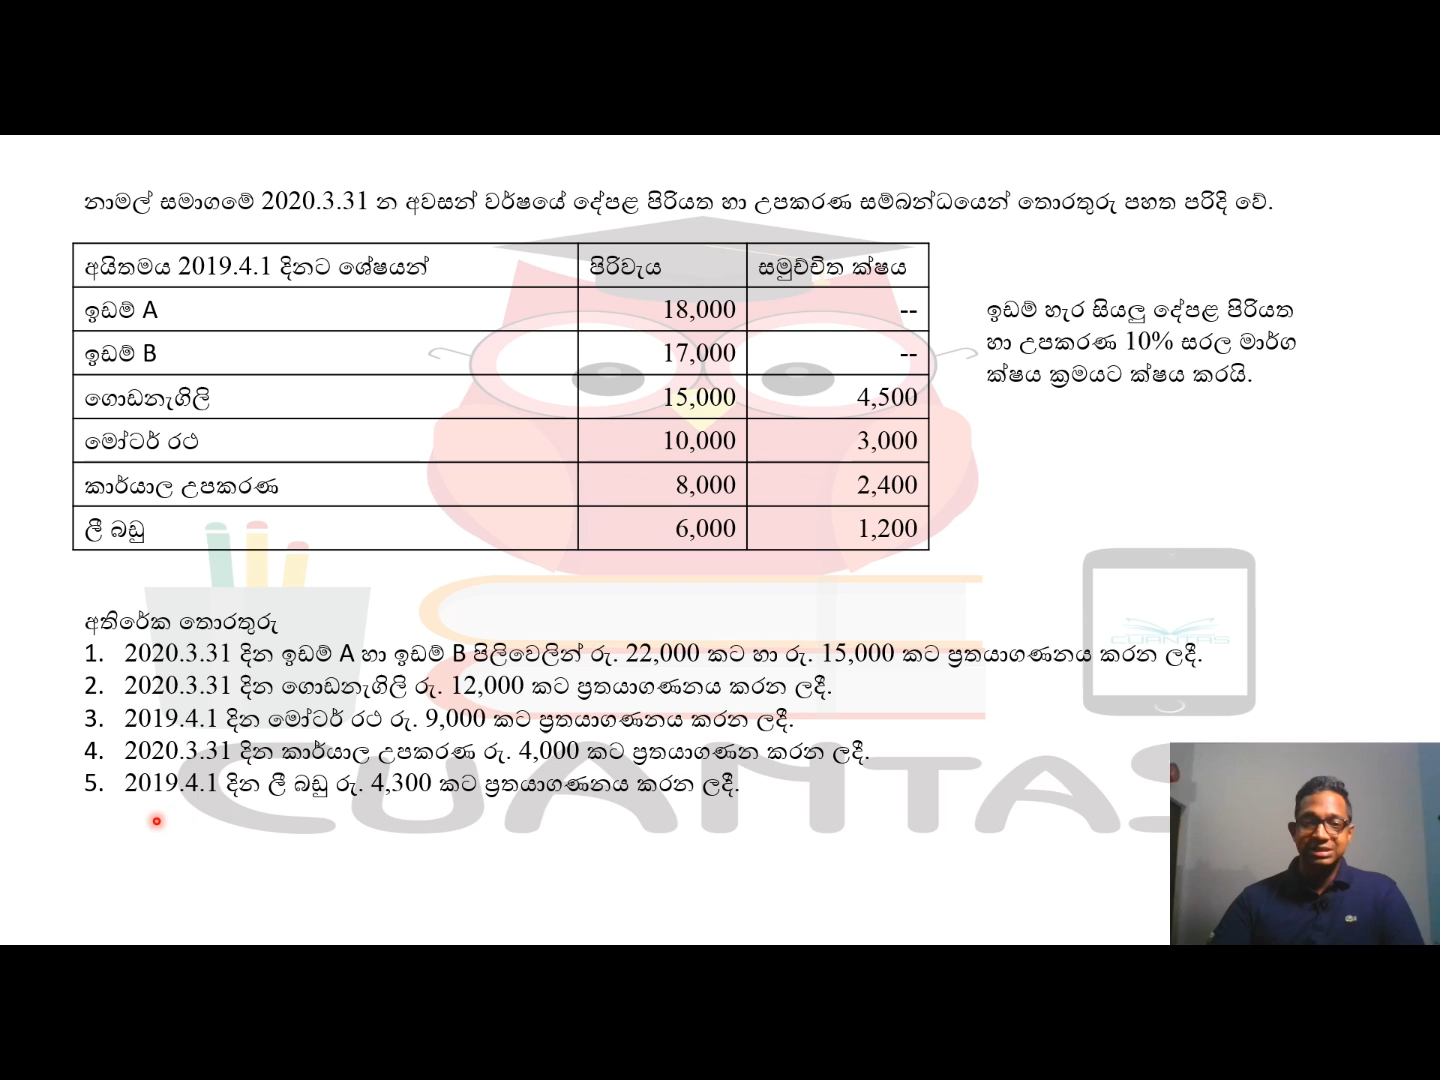 නාමල් සමාගමේ 2020.3.31 න අවසන් වර්ෂයේ දේපළ පිරියත හා උපකරණ සම්බන්ධයෙන් තොරතුරු පහත පරිදි වේ.
අයිතමය 2019.4.1 දිනට ශේෂයන් පිරිවැය සමුච්චිත ක්ෂය
ඉඩම් A 18,000 --
ඉඩම් B 17,000 --
ගොඩනැගිලි 15,000 4,500
මෝටර් රථ 10,000 3,000
කාර්යාල උපකරණ 8,000 2,400
ලී බඩු 6,000 1,200
ඉඩම් හැර සියලු දේපළ පිරියත
හා උපකරණ 10% සරල මාර්ග
ක්ෂය ක්‍රමයට ක්ෂය කරයි.
අතිරේක තොරතුරු
1. 2020.3.31 දින ඉඩම් A හා ඉඩම් B පිලිවෙලින් රු. 22,000 කට හා රු. 15,000 කට ප්‍රතයාගණනය කරන ලදී.
2. 2020.3.31 දින ගොඩනැගිලි රු. 12,000 කට ප්‍රතයාගණනය කරන ලදී.
3. 2019.4.1 දින මෝටර් රථ රු. 9,000 කට ප්‍රතයාගණනය කරන ලදී.
4. 2020.3.31 දින කාර්යාල උපකරණ රු. 4,000 කට ප්‍රතයාගණන කරන ලදී.
5. 2019.4.1 දින ලී බඩු රු. 4,300 කට ප්‍රතයාගණනය කරන ලදී.
CUANTAS
CUANTAS